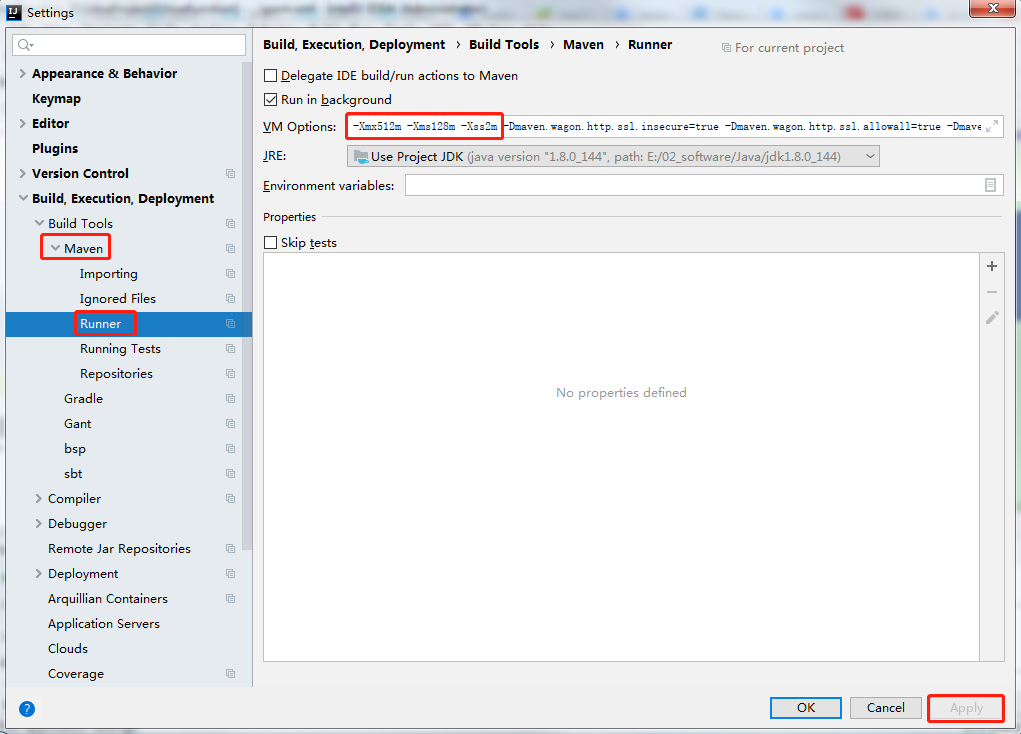 Settings
Appearance & Behavior
Keymap
Editor
Plugins
Version Control
Build, Execution, Deployment
Build Tools
Maven
Importing
Ignored Files
Runner
Running Tests
Repositories
Gradle
Gant
bsp
sbt
Compiler
Debugger
Remote Jar Repositories
Deployment
Arquillian Containers
Application Servers
Clouds
Coverage
Build, Execution, Deployment › Build Tools › Maven › Runner For current project
Delegate IDE build/run actions to Maven
Run in background
VM Options: -Xmx512m -Xms128m -Xss2m -Dmaven.wagon.http.ssl.insecure=true -Dmaven.wagon.http.ssl.allowall=true -Dmave
JRE: Use Project JDK (java version "1.8.0_144", path: E:/02_software/Java/jdk1.8.0_144)
Environment variables:
Properties
Skip tests
No properties defined
? OK Cancel Apply